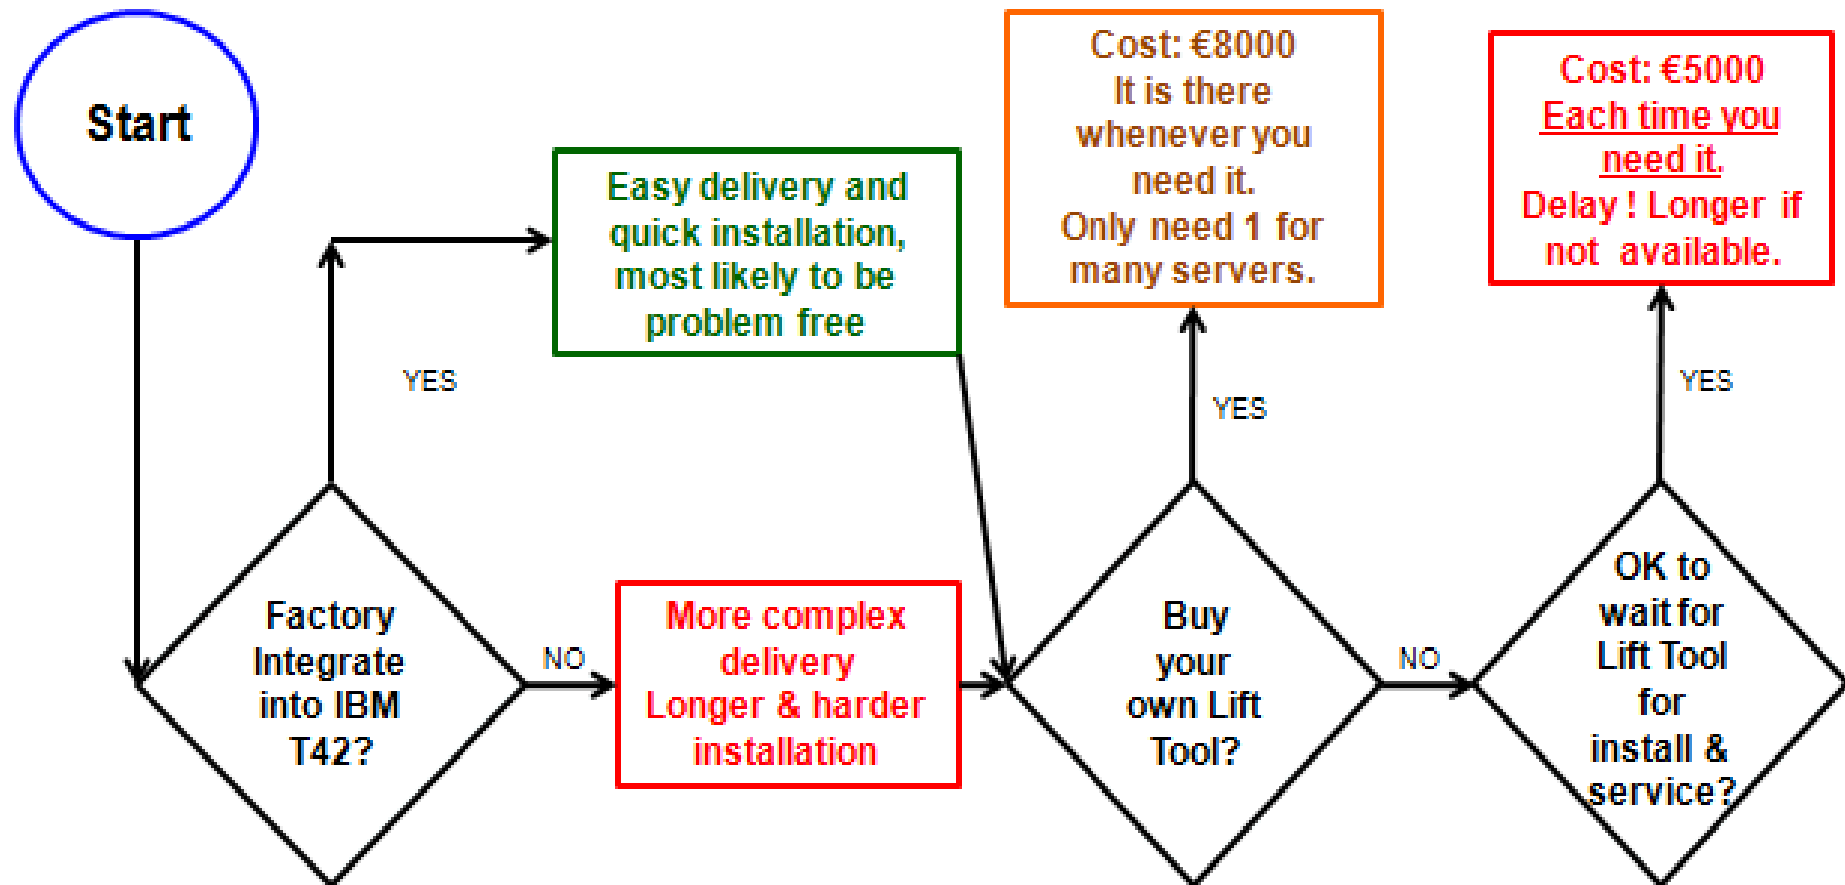 Start
Easy delivery and
quick installation,
most likely to be
problem free
Cost: €8000
It is there
whenever you
need it.
Only need 1 for
many servers.
Cost: €5000
Each time you
need it.
Delay ! Longer if
not available.
YES
YES
YES
Factory
Integrate
into IBM
T42?
NO
More complex
delivery
Longer & harder
installation
Buy
your
own Lift
Tool?
NO
OK to
wait for
Lift Tool
for
install &
service?